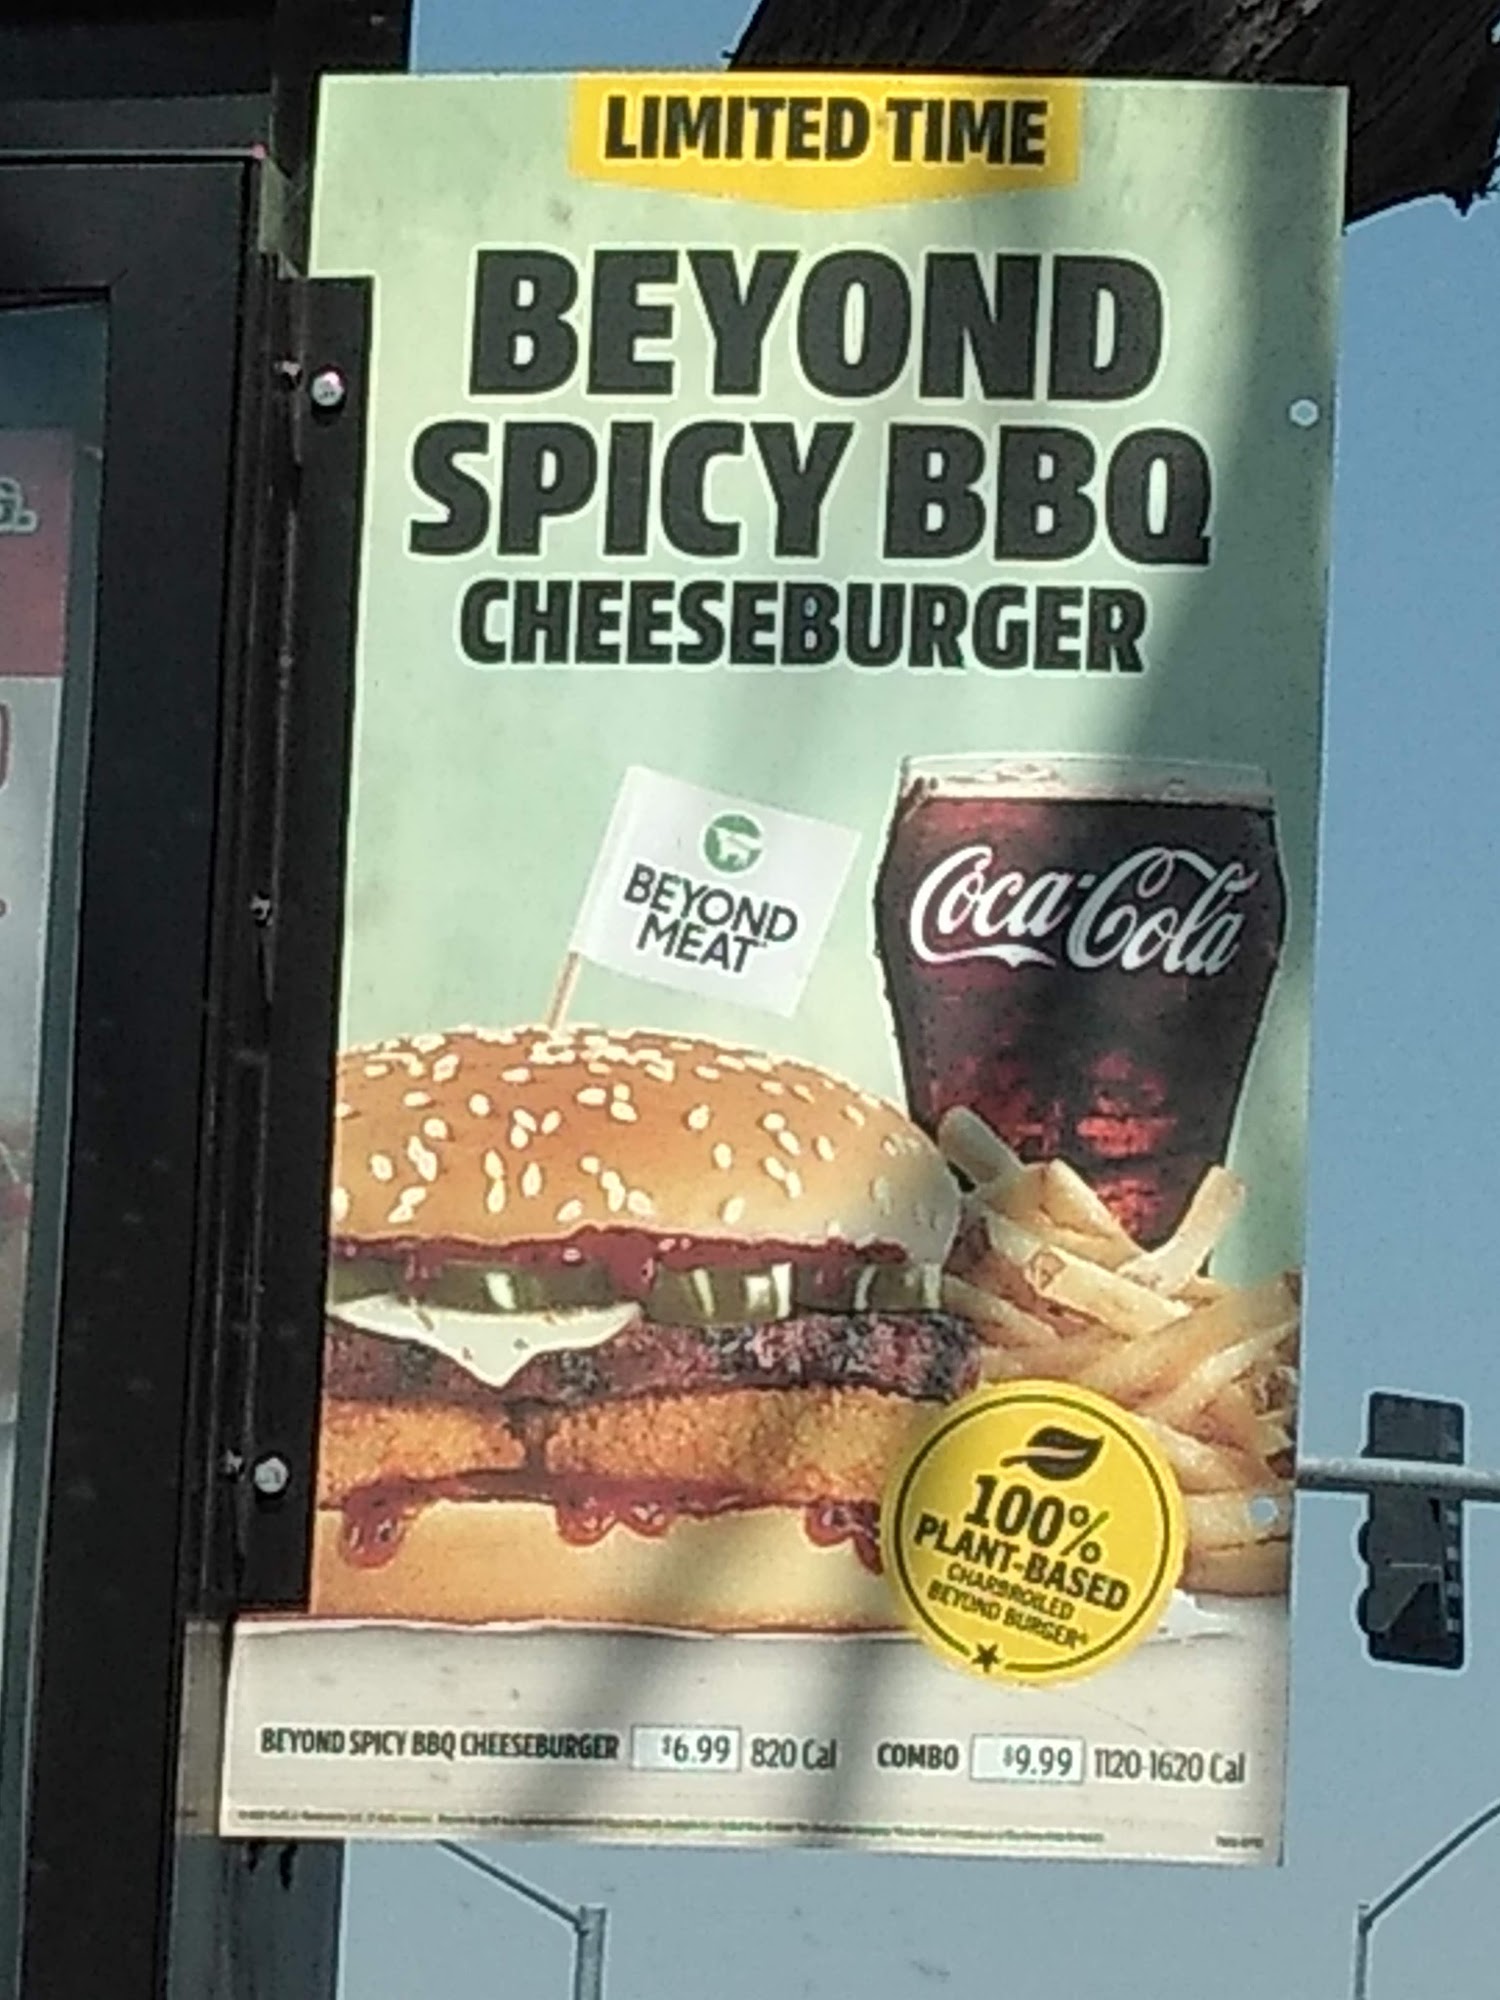 LIMITED TIME
BEYOND
SPICY BBQ
CHEESEBURGER
BEYOND
MEAT
Coca-Cola
100%
PLANT-BASED
CHARBROILED
BEYOND BURGER®
BEYOND SPICY BBQ CHEESEBURGER $6.99 820 Cal COMBO $9.99 1120-1620 Cal